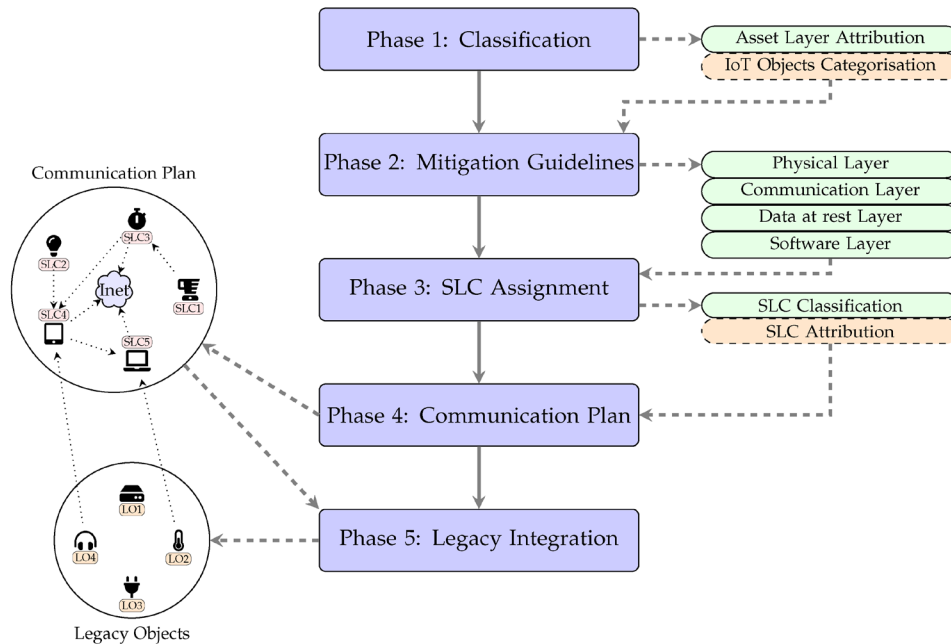 Phase 1: Classification
Asset Layer Attribution
IoT Objects Categorisation
Phase 2: Mitigation Guidelines
Physical Layer
Communication Layer
Data at rest Layer
Software Layer
Communication Plan
SLC3
SLC2
Inet
SLC1
SLC4
SLC5
Phase 3: SLC Assignment
SLC Classification
SLC Attribution
Phase 4: Communication Plan
Phase 5: Legacy Integration
LO1
LO4
LO2
LO3
Legacy Objects